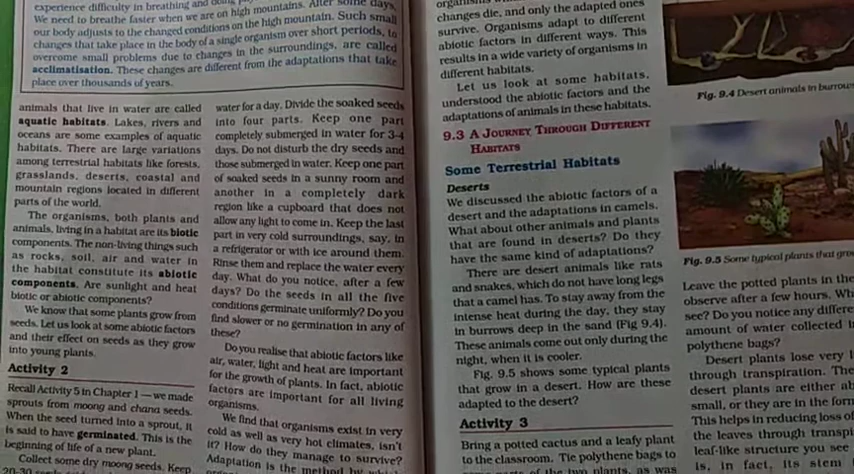 experience difficulty in breathing and doing
We need to breathe faster when we are on high mountains. After some days,
our body adjusts to the changed conditions on the high mountain. Such small
changes that take place in the body of a single organism over short periods, to
overcome small problems due to changes in the surroundings, are called
acclimatisation. These changes are different from the adaptations that take
place over thousands of years.
animals that live in water are called
aquatic habitats. Lakes, rivers and
oceans are some examples of aquatic
habitats. There are large variations
among terrestrial habitats like forests,
grasslands, deserts, coastal and
mountain regions located in different
parts of the world.
The organisms, both plants and
animals, living in a habitat are its biotic
components. The non-living things such
as rocks, soil, air and water in
the habitat constitute its abiotic
components. Are sunlight and heat
biotic or abiotic components?
We know that some plants grow from
seeds. Let us look at some abiotic factors
and their effect on seeds as they grow
into young plants.
Activity 2
Recall Activity 5 in Chapter 1 — we made
sprouts from moong and chana seeds.
When the seed turned into a sprout, it
is said to have germinated. This is the
beginning of life of a new plant.
Collect some dry moong seeds. Keep
20-30 seeds
water for a day. Divide the soaked seeds
into four parts. Keep one part
completely submerged in water for 3-4
days. Do not disturb the dry seeds and
those submerged in water. Keep one part
of soaked seeds in a sunny room and
another in a completely dark
region like a cupboard that does not
allow any light to come in. Keep the last
part in very cold surroundings, say, in
a refrigerator or with ice around them.
Rinse them and replace the water every
day. What do you notice, after a few
days? Do the seeds in all the five
conditions germinate uniformly? Do you
find slower or no germination in any of
these?
Do you realise that abiotic factors like
air, water, light and heat are important
for the growth of plants. In fact, abiotic
factors are important for all living
organisms.
We find that organisms exist in very
cold as well as very hot climates, isn't
it? How do they manage to survive?
Adaptation is the method by which
organisms
changes die, and only the adapted ones
survive. Organisms adapt to different
abiotic factors in different ways. This
results in a wide variety of organisms in
different habitats.
Let us look at some habitats,
understood the abiotic factors and the
adaptations of animals in these habitats.
9.3 A JOURNEY THROUGH DIFFERENT
HABITATS
Some Terrestrial Habitats
Deserts
We discussed the abiotic factors of a
desert and the adaptations in camels.
What about other animals and plants
that are found in deserts? Do they
have the same kind of adaptations?
There are desert animals like rats
and snakes, which do not have long legs
that a camel has. To stay away from the
intense heat during the day, they stay
in burrows deep in the sand (Fig 9.4).
These animals come out only during the
night, when it is cooler.
Fig. 9.5 shows some typical plants
that grow in a desert. How are these
adapted to the desert?
Activity 3
Bring a potted cactus and a leafy plant
to the classroom. Tie polythene bags to
some parts of the two plants, as was
Fig. 9.4 Desert animals in burrows
Fig. 9.5 Some typical plants that
Leave the potted plants in the
observe after a few hours.
see? Do you notice any
amount of water collected
polythene bags?
Desert plants lose very
through transpiration. The
desert plants are either
small, or they are in the
This helps in reducing loss of
the leaves through
leaf-like structure you see
is, in fact, its stem